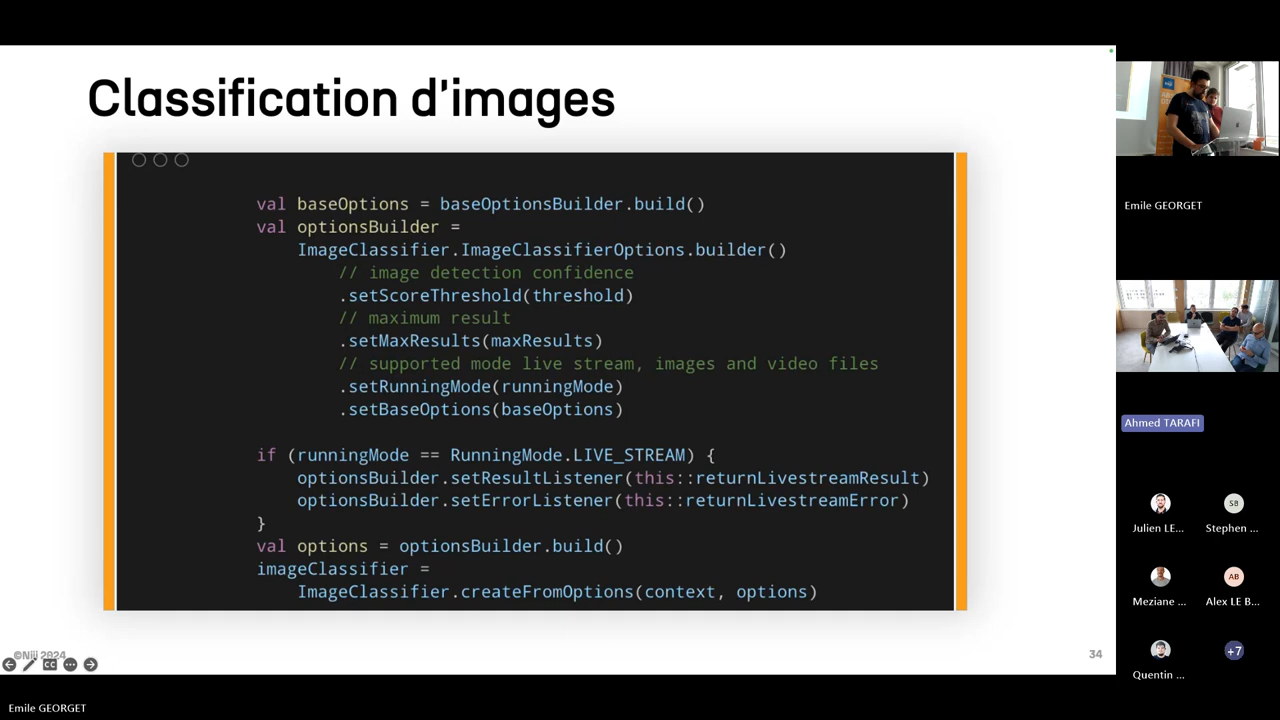 Classification d'images
val baseOptions = baseOptionsBuilder.build()
val optionsBuilder =
ImageClassifier.ImageClassifierOptions.builder()
// image detection confidence
.setScoreThreshold(threshold)
// maximum result
.setMaxResults(maxResults)
// supported mode live stream, images and video files
.setRunningMode(runningMode)
.setBaseOptions(baseOptions)
if (runningMode == RunningMode.LIVE_STREAM) {
optionsBuilder.setResultListener(this::returnLivestreamResult)
optionsBuilder.setErrorListener(this::returnLivestreamError)
}
val options = optionsBuilder.build()
imageClassifier =
ImageClassifier.createFromOptions(context, options)
©Niji 2024
34
Emile GEORGET
Ahmed TARAFI
Julien LE...
Stephen ...
SB
Meziane ...
Alex LE B...
AB
Quentin ...
+7
Emile GEORGET